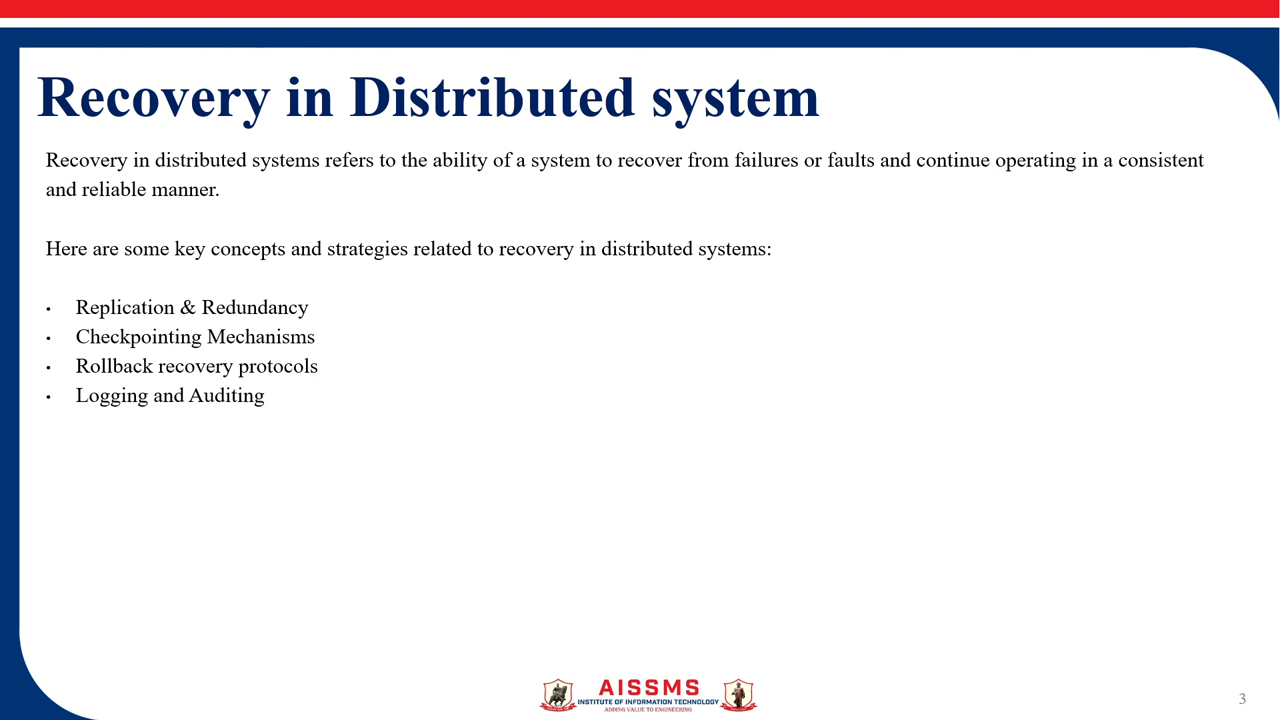 Recovery in Distributed system
Recovery in distributed systems refers to the ability of a system to recover from failures or faults and continue operating in a consistent
and reliable manner.
Here are some key concepts and strategies related to recovery in distributed systems:
• Replication & Redundancy
• Checkpointing Mechanisms
• Rollback recovery protocols
• Logging and Auditing
AISSMS
INSTITUTE OF INFORMATION TECHNOLOGY
ADDING VALUE TO ENGINEERING
3